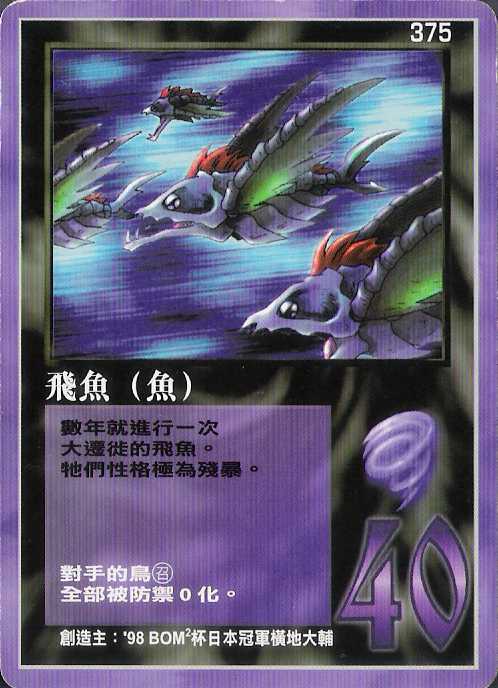 375
飛魚（魚）
數年就進行一次
大遷徙的飛魚。
牠們性格極為殘暴。
對手的鳥㊁
全部被防禦0化。
40
創造主：'98 BOM²杯日本冠軍橫地大輔